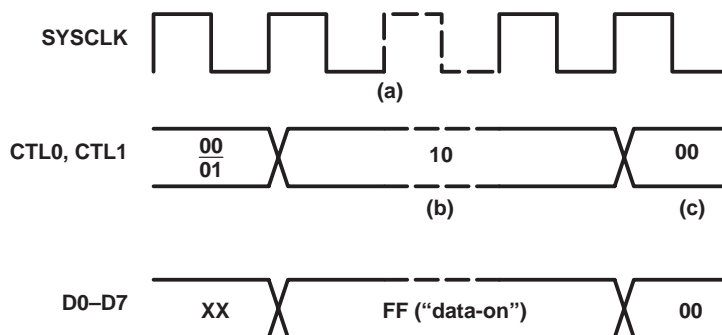 SYSCLK
(a)
CTL0, CTL1
00
01
10
00
(b)
(c)
D0–D7
XX
FF (“data-on”)
00